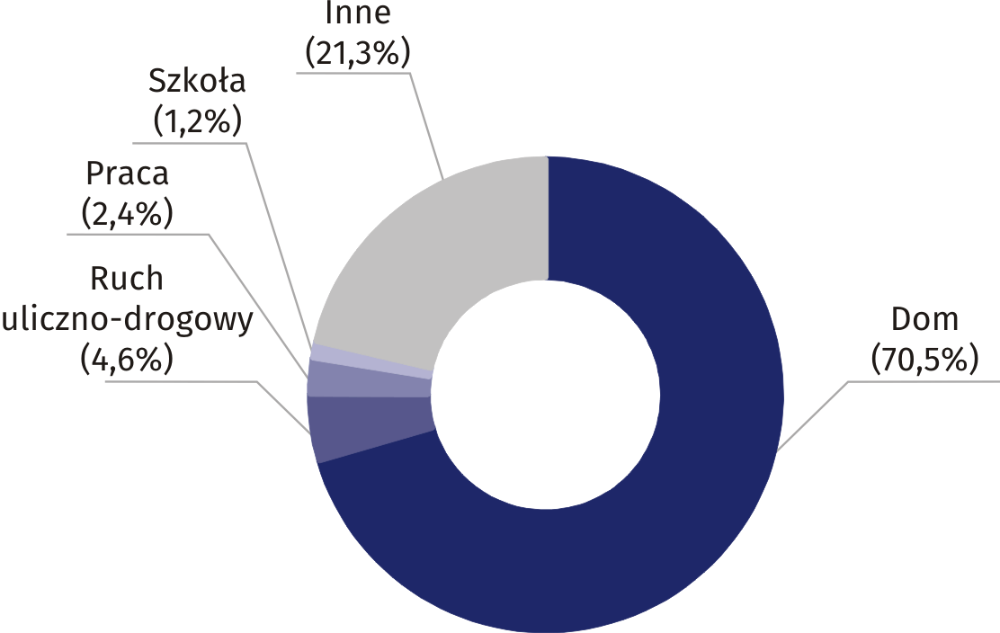 Inne
(21,3%)
Szkoła
(1,2%)
Praca
(2,4%)
Ruch
uliczno-drogowy
(4,6%)
Dom
(70,5%)